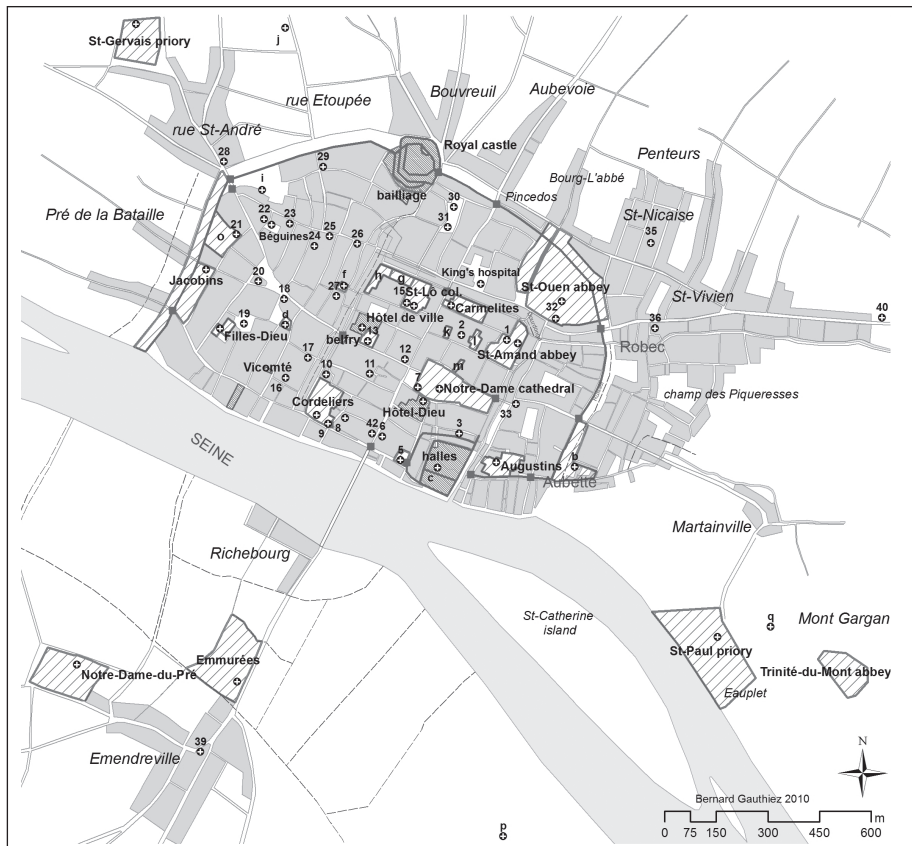 St-Gervais priory
j
rue Etoupée
Bouvreuil
Aubevoie
rue St-André
Royal castle
Penteurs
28
29
bailliage
Bourg-L'abbé
Pincedos
i
30
Pré de la Bataille
22
23
31
St-Nicaise
35
21
Béguines
25
26
o
24
King's hospital
Jacobins
20
f
h
g
St-Ouen abbey
18
27
15
St-Lô col.
St-Vivien
40
Carmelites
32
36
19
d
Hôtel de ville
Filles-Dieu
13
k
2
1
belfry
St-Amand abbey
Robec
17
12
Vicomté
10
11
m
16
7
Notre-Dame cathedral
champ des Piqueresses
Cordeliers
Hôtel-Dieu
33
9
8
42
6
3
SEINE
5
halles
Augustins
b
c
Aubette
Martainville
Richebourg
St-Catherine
island
q
Mont Gargan
St-Paul priory
Emmurées
Notre-Dame-du-Pré
Trinité-du-Mont abbey
Eauplet
39
Emendreville
N
Bernard Gauthiez 2010
p
m
0 75 150 300 450 600